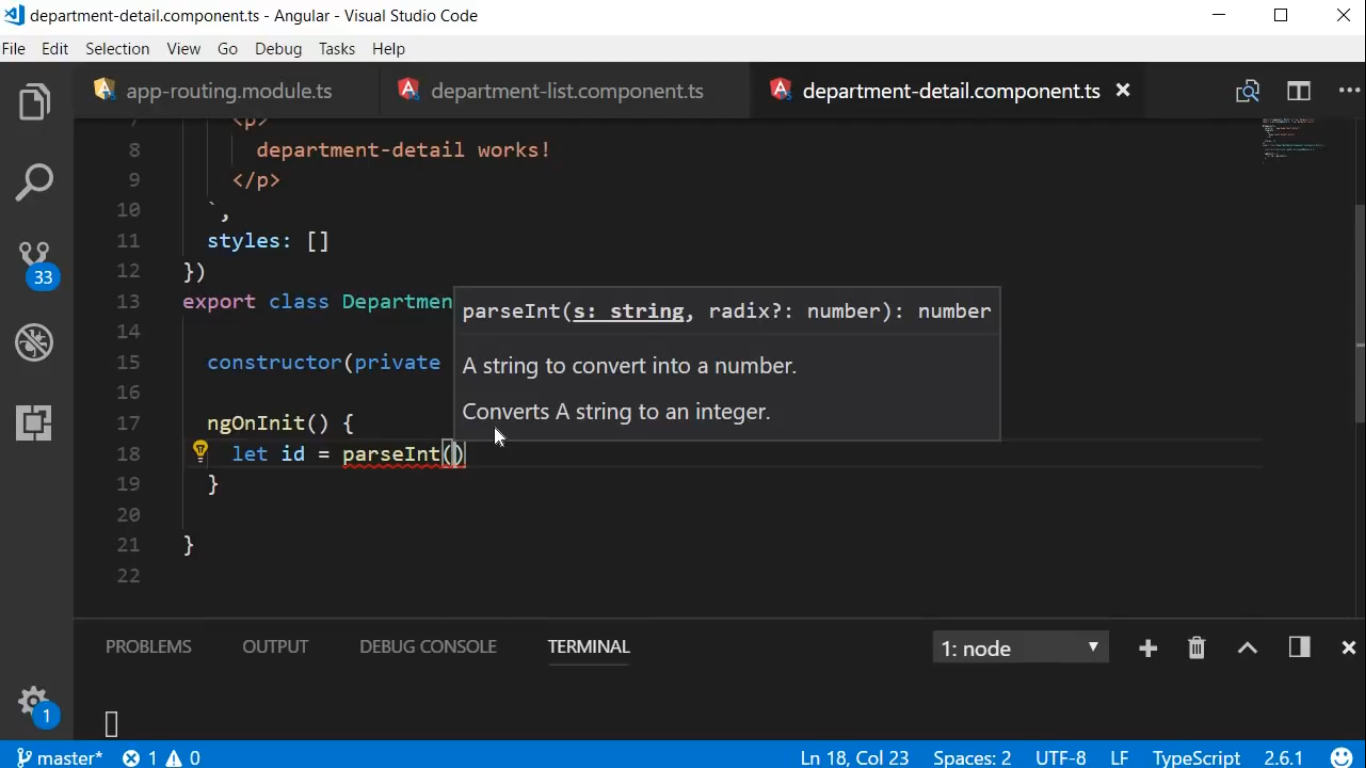 department-detail.component.ts - Angular - Visual Studio Code
File Edit Selection View Go Debug Tasks Help
app-routing.module.ts department-list.component.ts department-detail.component.ts
7 <p>
8 department-detail works!
9 </p>
10 `,
11 styles: []
12 })
13 export class Departmen
parseInt(s: string, radix?: number): number
14
15 constructor(private
A string to convert into a number.
16
Converts A string to an integer.
17 ngOnInit() {
18 let id = parseInt()
19 }
20
21 }
22
33
PROBLEMS OUTPUT DEBUG CONSOLE TERMINAL 1: node
1
master* 1 0 Ln 18, Col 23 Spaces: 2 UTF-8 LF TypeScript 2.6.1